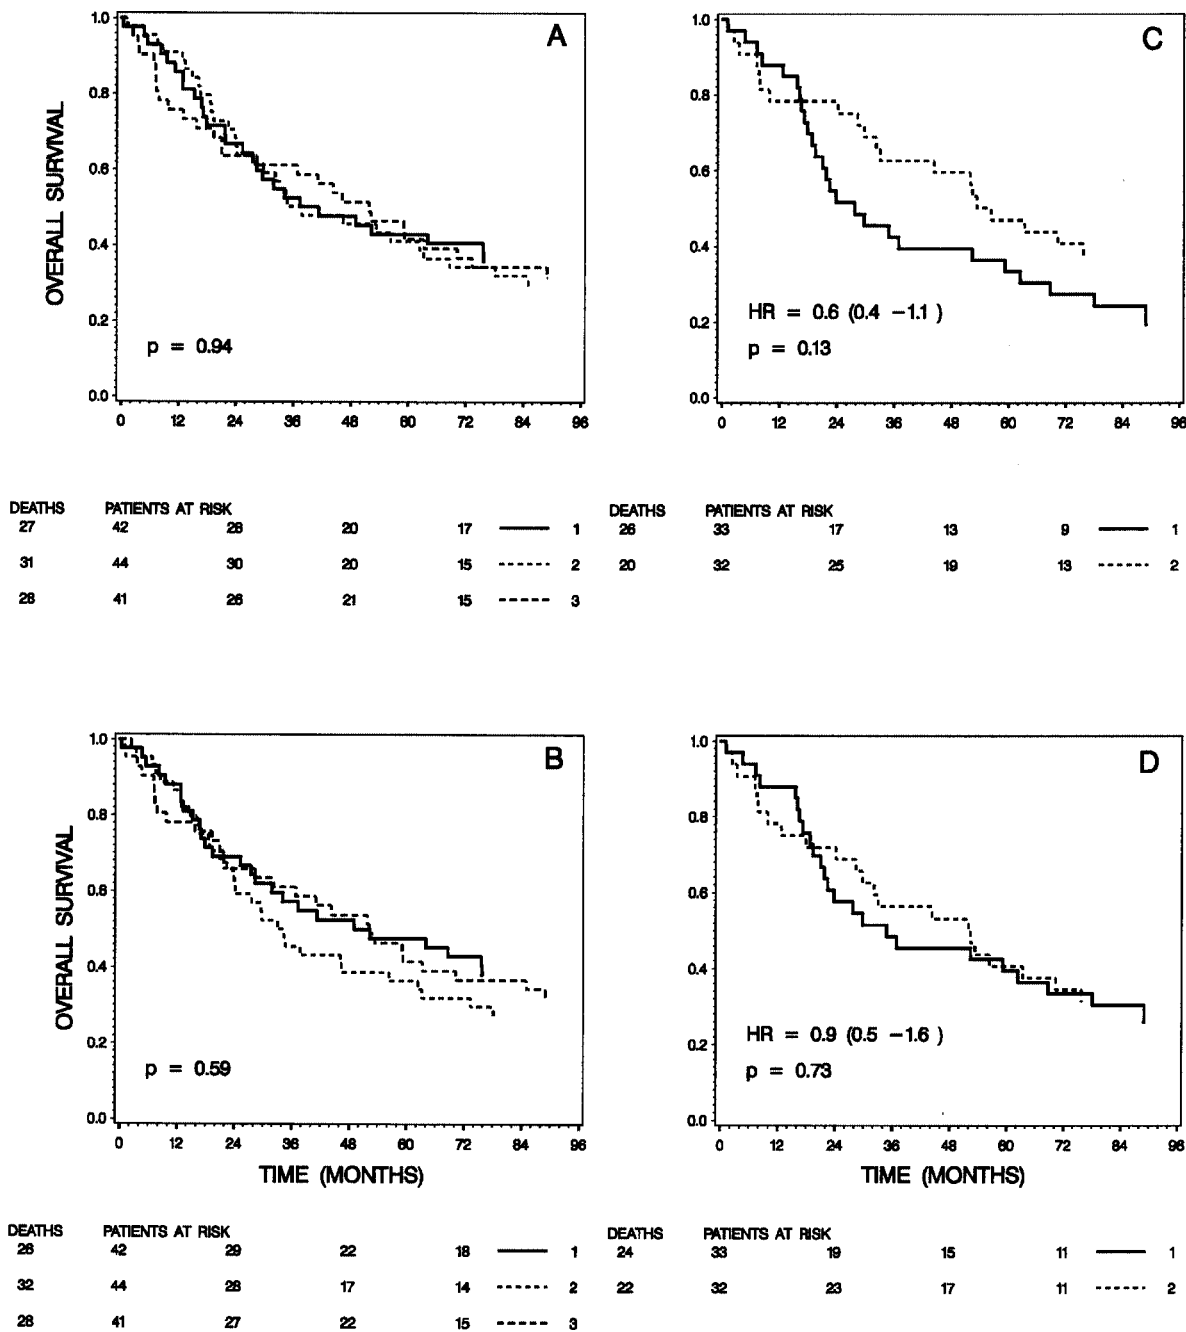 A
OVERALL SURVIVAL
1.0
0.8
0.6
0.4
0.2
0.0
p = 0.94
0 12 24 36 48 60 72 84 96
DEATHS PATIENTS AT RISK
27 42 28 20 17 1
31 44 30 20 15 2
28 41 26 21 15 3
C
1.0
0.8
0.6
0.4
0.2
0.0
HR = 0.6 (0.4 -1.1 )
p = 0.13
0 12 24 36 48 60 72 84 96
DEATHS PATIENTS AT RISK
26 33 17 13 9 1
20 32 25 19 13 2
B
OVERALL SURVIVAL
1.0
0.8
0.6
0.4
0.2
0.0
p = 0.59
0 12 24 36 48 60 72 84 96
TIME (MONTHS)
DEATHS PATIENTS AT RISK
26 42 29 22 18 1
32 44 28 17 14 2
28 41 27 22 15 3
D
1.0
0.8
0.6
0.4
0.2
0.0
HR = 0.9 (0.5 -1.6 )
p = 0.73
0 12 24 36 48 60 72 84 96
TIME (MONTHS)
DEATHS PATIENTS AT RISK
24 33 19 15 11 1
22 32 23 17 11 2